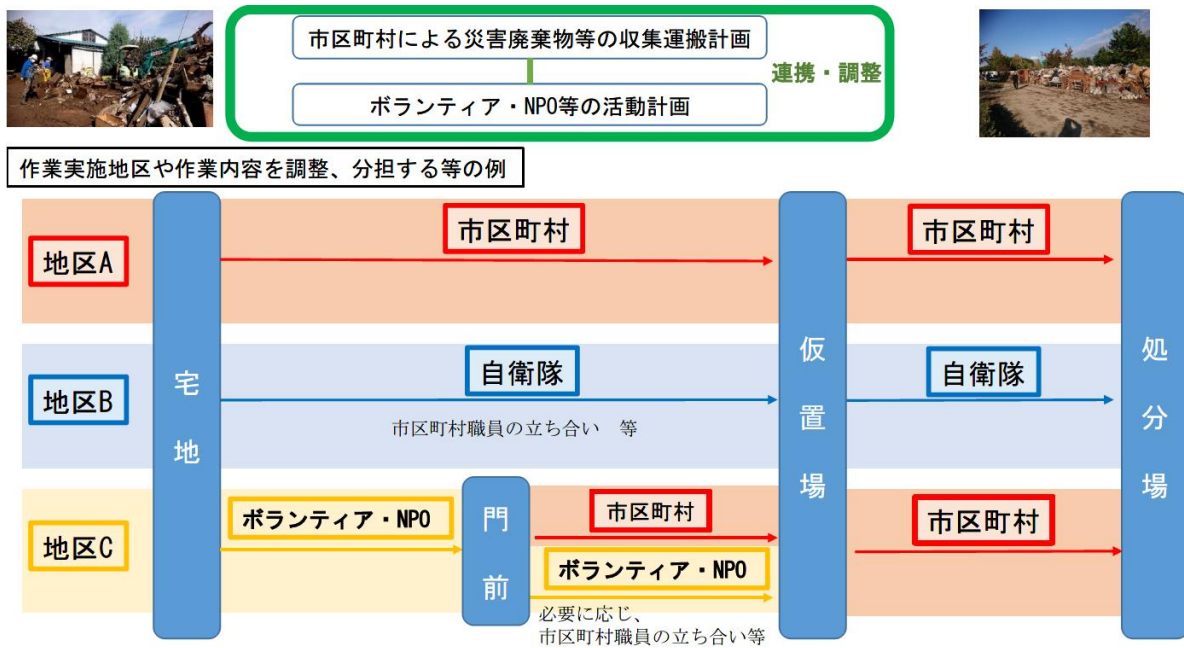 市区町村による災害廃棄物等の収集運搬計画
連携・調整
ボランティア・NPO等の活動計画
作業実施地区や作業内容を調整、分担する等の例
地区A
市区町村
市区町村
地区B
自衛隊
自衛隊
市区町村職員の立ち合い　等
地区C
ボランティア・NPO
市区町村
ボランティア・NPO
必要に応じ、
市区町村職員の立ち合い等
市区町村
宅地
門前
仮置場
処分場